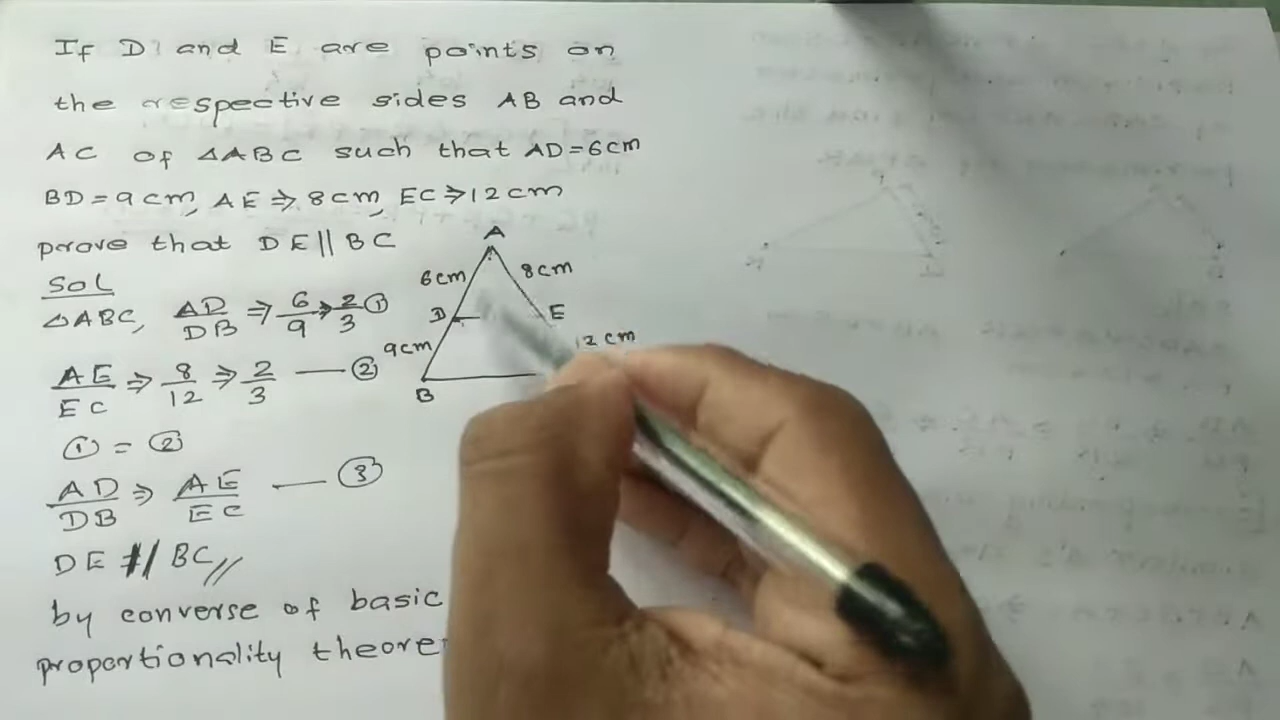 If D and E are points on
the respective sides AB and
AC of △ABC such that AD=6cm
BD=9cm, AE⇒8cm, EC⇒12cm
prove that DE||BC
Sol
△ABC, AD/DB ⇒ 6/9 ⇒ 2/3 ①
AE/EC ⇒ 8/12 ⇒ 2/3 — ②
① = ②
AD/DB ⇒ AE/EC — ③
DE || BC//
by converse of basic
proportionality
A
6cm
8cm
D
E
9cm
12cm
B